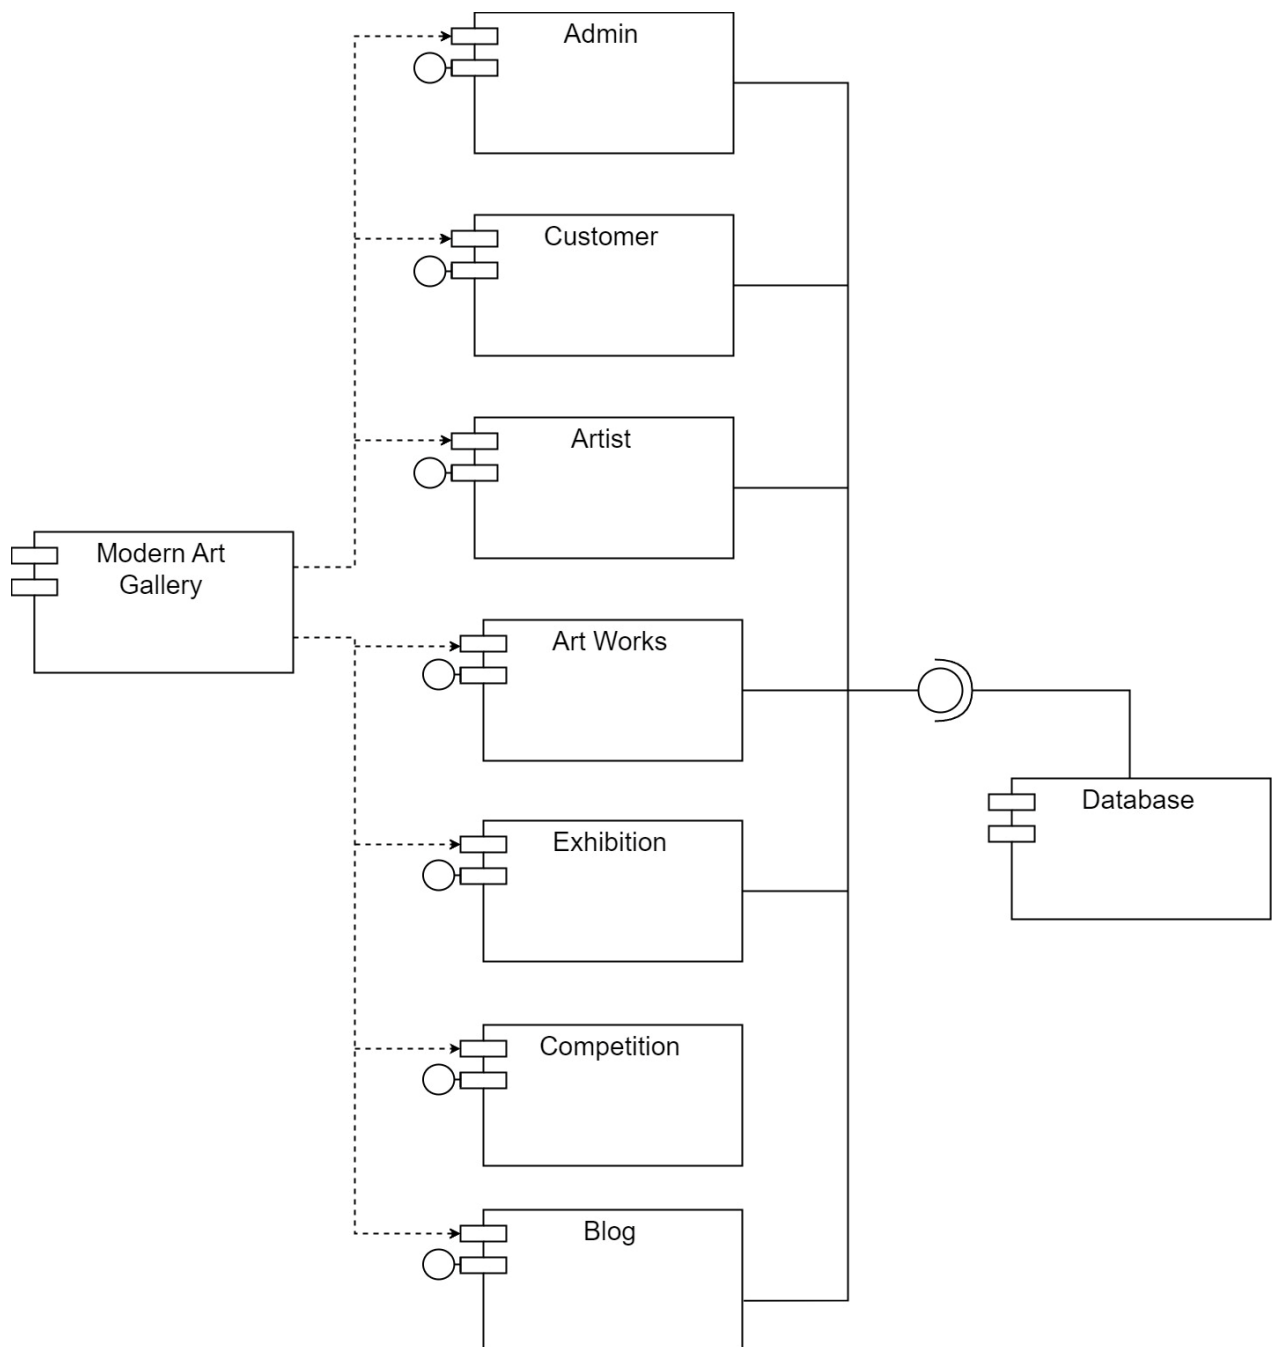 Admin
Customer
Artist
Modern Art
Gallery
Art Works
Database
Exhibition
Competition
Blog